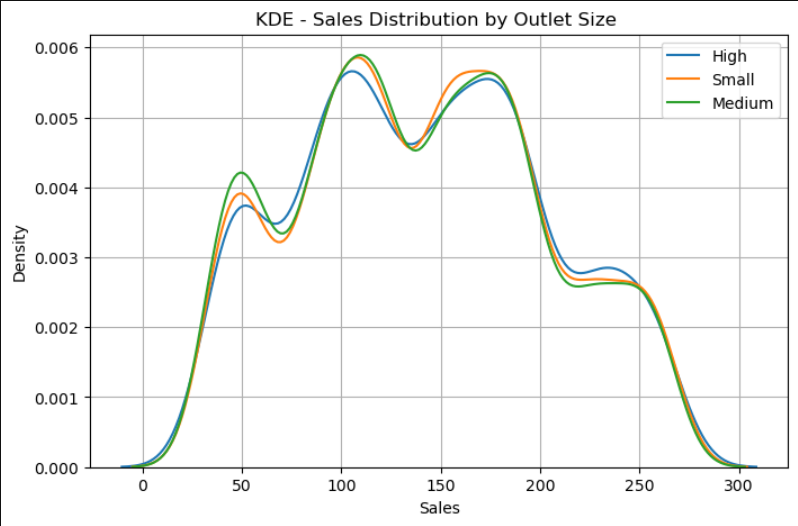 KDE - Sales Distribution by Outlet Size
0.006
0.005
0.004
0.003
0.002
0.001
0.000
Density
High
Small
Medium
0 50 100 150 200 250 300
Sales